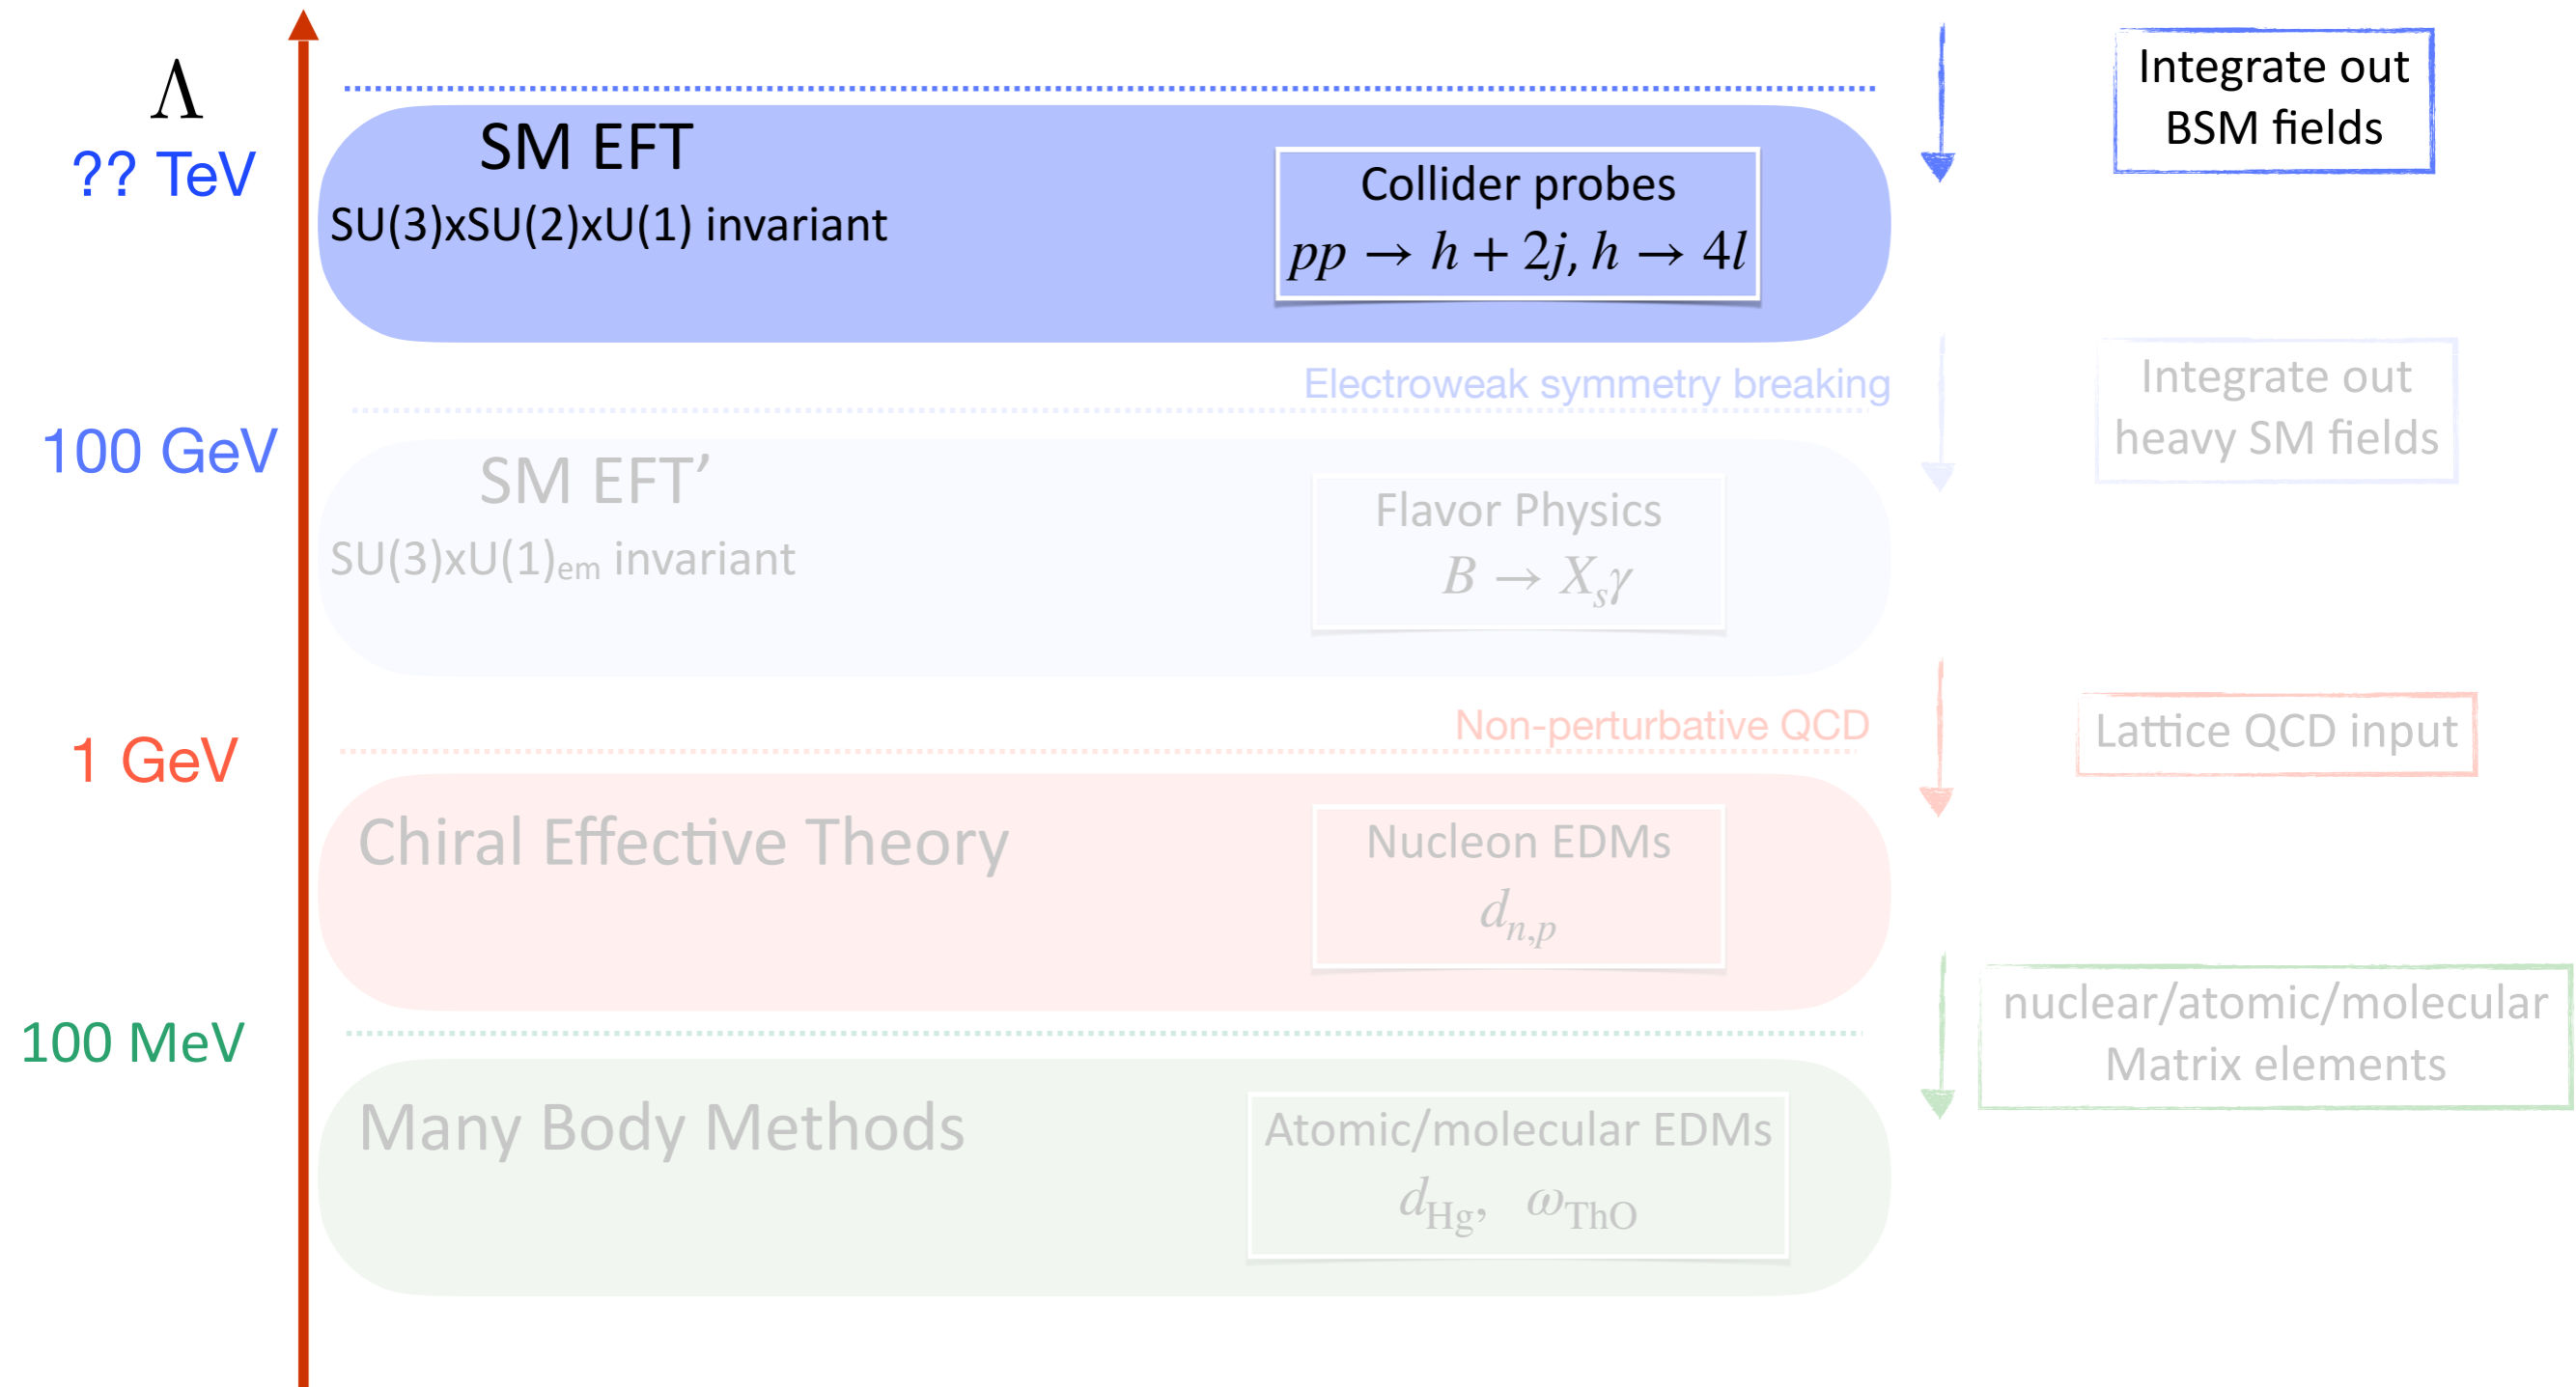 Λ
?? TeV
SM EFT
SU(3)xSU(2)xU(1) invariant
Collider probes
pp → h + 2j, h → 4l
Integrate out
BSM fields
Electroweak symmetry breaking
100 GeV
SM EFT’
SU(3)xU(1)em invariant
Flavor Physics
B → Xsγ
Integrate out
heavy SM fields
Non-perturbative QCD
1 GeV
Chiral Effective Theory
Nucleon EDMs
dn,p
Lattice QCD input
100 MeV
Many Body Methods
Atomic/molecular EDMs
dHg, ωThO
nuclear/atomic/molecular
Matrix elements